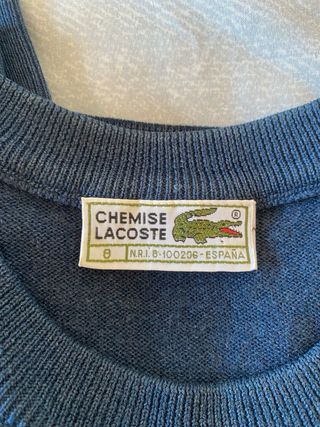 CHEMISE
LACOSTE
®
8 N.R.I. 8-100206-ESPAÑA